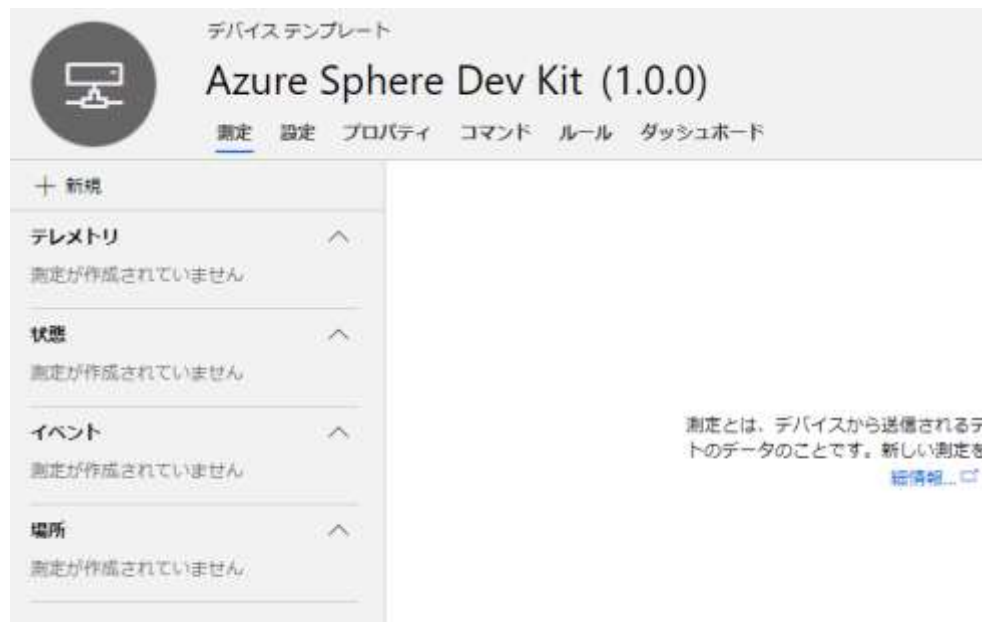 デバイス テンプレート
Azure Sphere Dev Kit (1.0.0)
測定 設定 プロパティ コマンド ルール ダッシュボード
＋ 新規
テレメトリ
測定が作成されていません
状態
測定が作成されていません
イベント
測定が作成されていません
場所
測定が作成されていません
測定とは、デバイスから送信されるテ
トのデータのことです。新しい測定を
細情報...